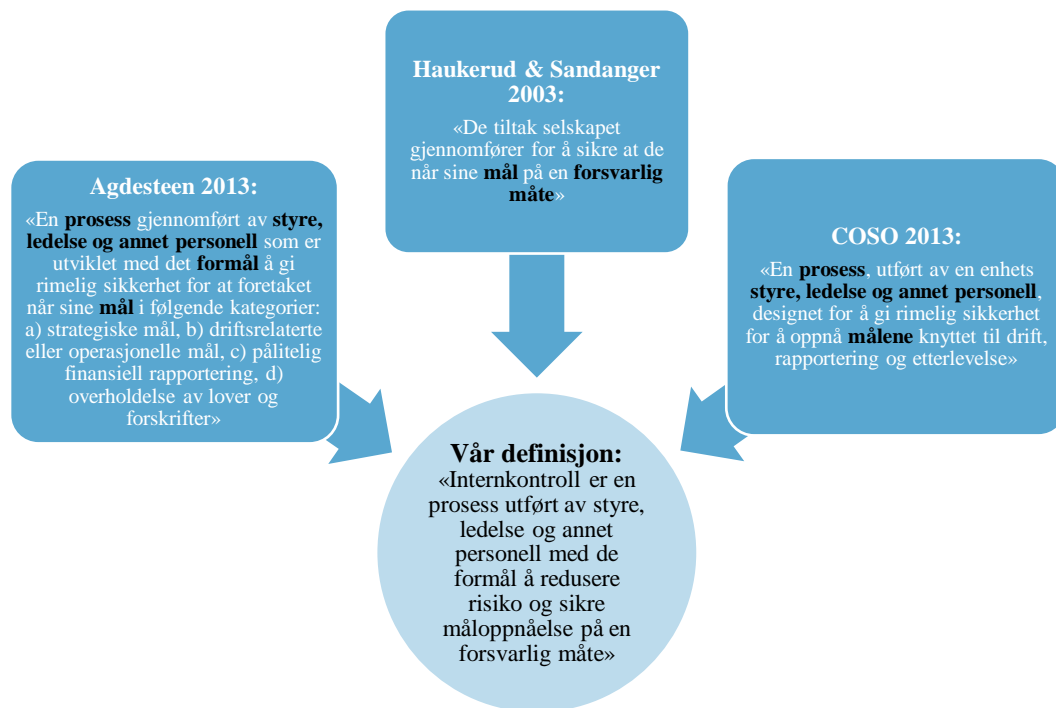 Haukerud & Sandanger
2003:
«De tiltak selskapet
gjennomfører for å sikre at de
når sine mål på en forsvarlig
måte»
Agdesteen 2013:
«En prosess gjennomført av styre,
ledelse og annet personell som er
utviklet med det formål å gi
rimelig sikkerhet for at foretaket
når sine mål i følgende kategorier:
a) strategiske mål, b) driftsrelaterte
eller operasjonelle mål, c) pålitelig
finansiell rapportering, d)
overholdelse av lover og
forskrifter»
COSO 2013:
«En prosess, utført av en enhets
styre, ledelse og annet personell,
designet for å gi rimelig sikkerhet
for å oppnå målene knyttet til drift,
rapportering og etterlevelse»
Vår definisjon:
«Internkontroll er en
prosess utført av styre,
ledelse og annet
personell med de
formål å redusere
risiko og sikre
måloppnåelse på en
forsvarlig måte»